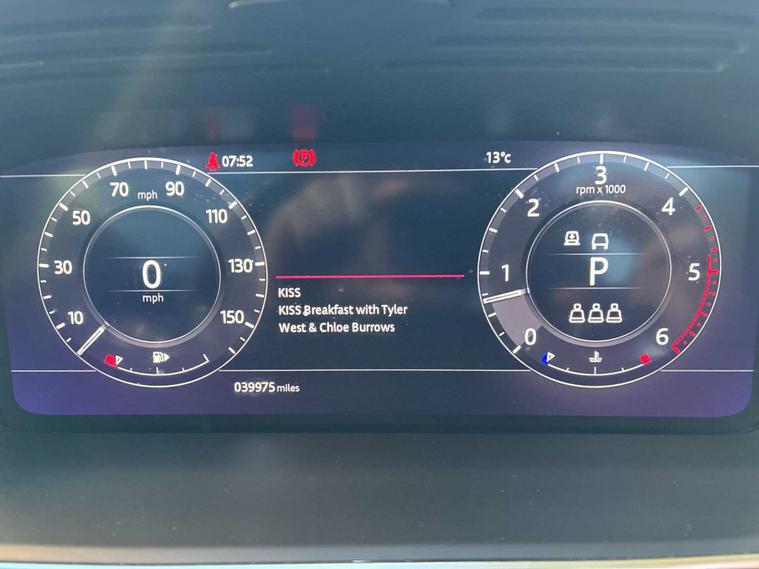 07:52
13°c
70
mph
90
50
110
30
130
10
150
0
mph
KISS
KISS Breakfast with Tyler
West & Chloe Burrows
039975 miles
3
rpm x 1000
2
4
1
5
0
6
P